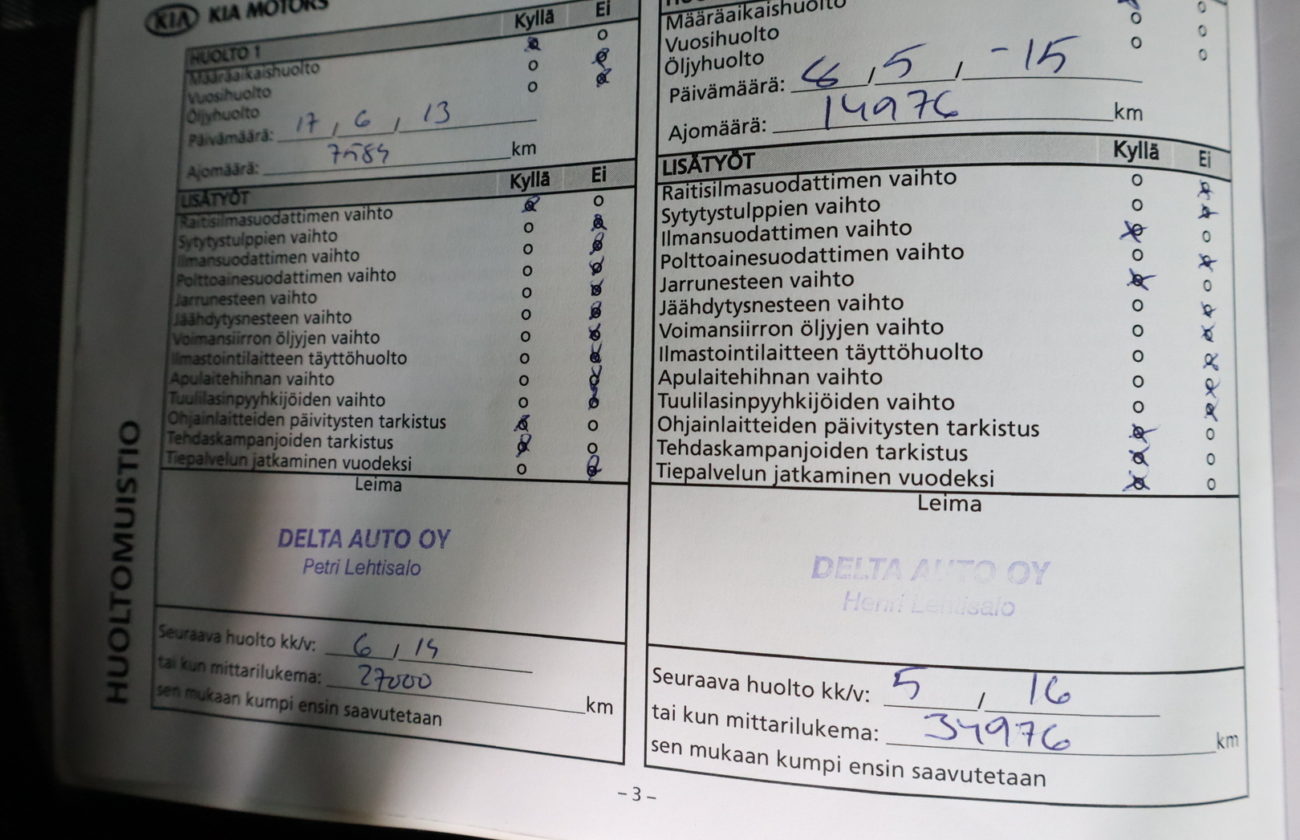 KIA KIA MOTORS
HUOLTO 1 Kyllä Ei
Määräaikaishuolto
Vuosihuolto
Öljyhuolto
Päivämäärä: 17 / 6 / 13
Ajomäärä: 7584 km
LISÄTYÖT Kyllä Ei
Raitisilmasuodattimen vaihto
Sytytystulppien vaihto
Ilmansuodattimen vaihto
Polttoainesuodattimen vaihto
Jarrunesteen vaihto
Jäähdytysnesteen vaihto
Voimansiirron öljyjen vaihto
Ilmastointilaitteen täyttöhuolto
Apulaitehihnan vaihto
Tuulilasinpyyhkijöiden vaihto
Ohjainlaitteiden päivitysten tarkistus
Tehdaskampanjoiden tarkistus
Tiepalvelun jatkaminen vuodeksi
Leima
DELTA AUTO OY
Petri Lehtisalo
Seuraava huolto kk/v: 6 / 14
tai kun mittarilukema: 27000 km
sen mukaan kumpi ensin saavutetaan
HUOLTOMUISTIO
Määräaikaishuolto
Vuosihuolto
Öljyhuolto
Päivämäärä: 6 / 5 / -15
Ajomäärä: 14976 km
LISÄTYÖT Kyllä Ei
Raitisilmasuodattimen vaihto
Sytytystulppien vaihto
Ilmansuodattimen vaihto
Polttoainesuodattimen vaihto
Jarrunesteen vaihto
Jäähdytysnesteen vaihto
Voimansiirron öljyjen vaihto
Ilmastointilaitteen täyttöhuolto
Apulaitehihnan vaihto
Tuulilasinpyyhkijöiden vaihto
Ohjainlaitteiden päivitysten tarkistus
Tehdaskampanjoiden tarkistus
Tiepalvelun jatkaminen vuodeksi
Leima
DELTA AUTO OY
Henri Lehtisalo
Seuraava huolto kk/v: 5 / 16
tai kun mittarilukema: 34976 km
sen mukaan kumpi ensin saavutetaan
– 3 –